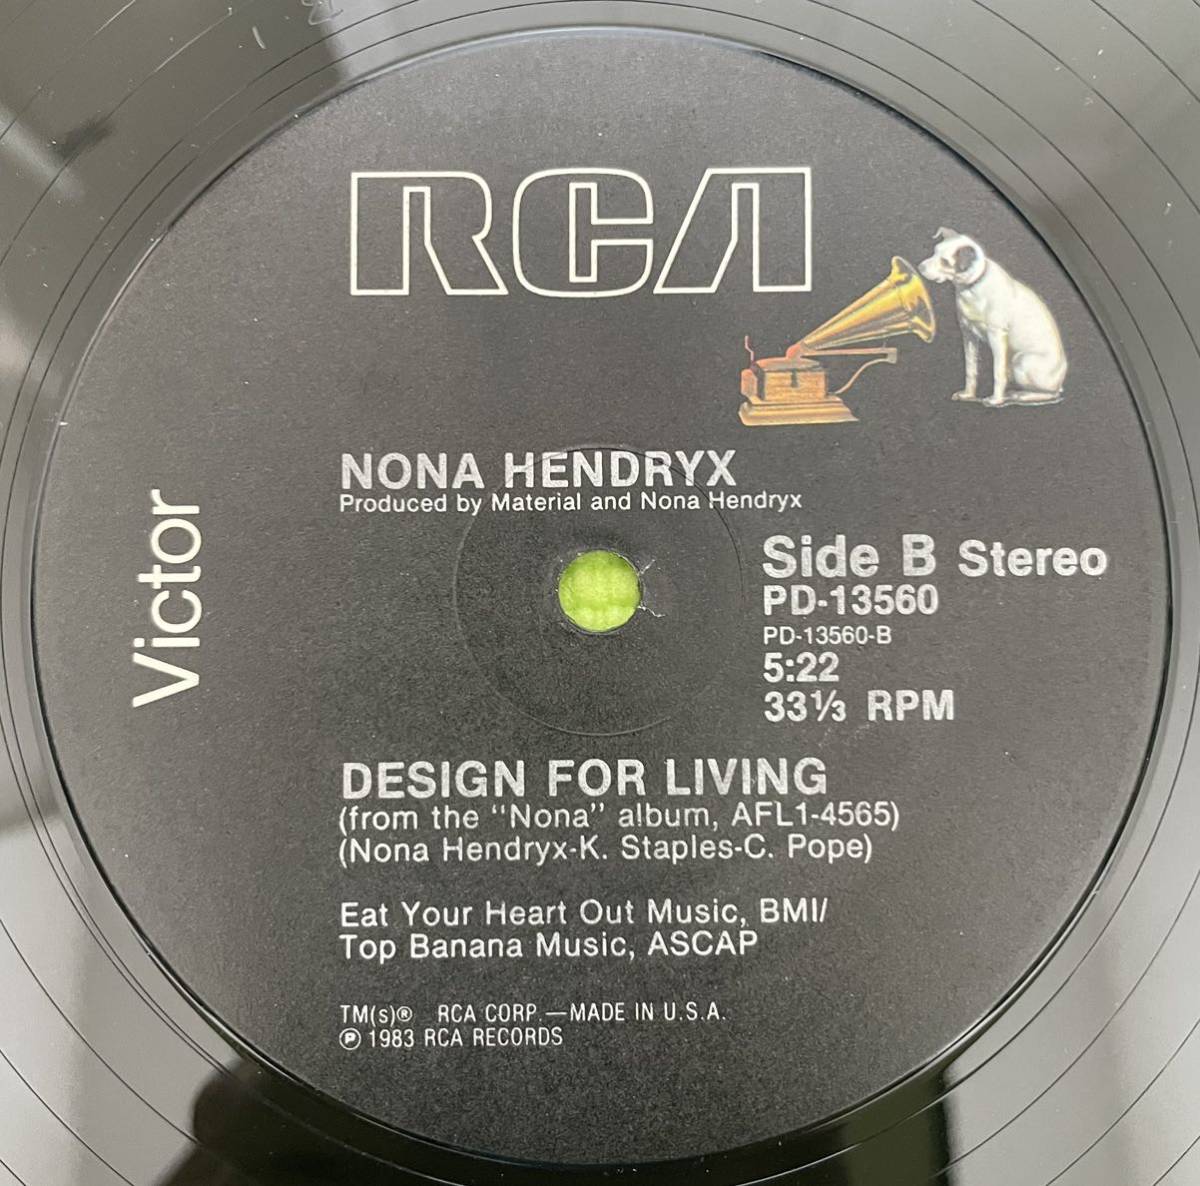 RCA
Victor
NONA HENDRYX
Produced by Material and Nona Hendryx
Side B Stereo
PD-13560
PD-13560-B
5:22
33⅓ RPM
DESIGN FOR LIVING
(from the "Nona" album, AFL1-4565)
(Nona Hendryx-K. Staples-C. Pope)
Eat Your Heart Out Music, BMI/
Top Banana Music, ASCAP
TM(s)® RCA CORP.—MADE IN U.S.A.
℗ 1983 RCA RECORDS